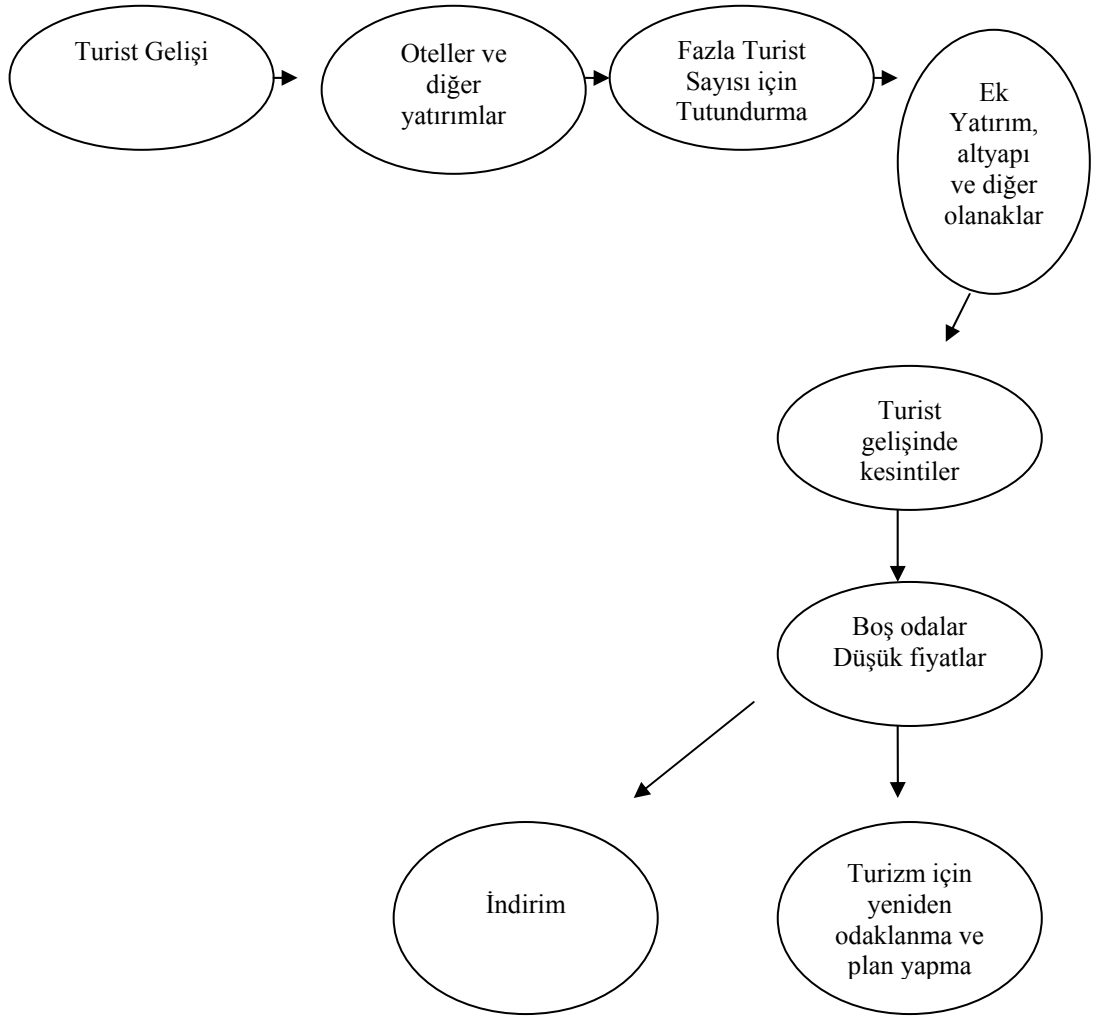 Turist Gelişi
Oteller ve
diğer
yatırımlar
Fazla Turist
Sayısı için
Tutundurma
Ek
Yatırım,
altyapı
ve diğer
olanaklar
Turist
gelişinde
kesintiler
Boş odalar
Düşük fiyatlar
İndirim
Turizm için
yeniden
odaklanma ve
plan yapma